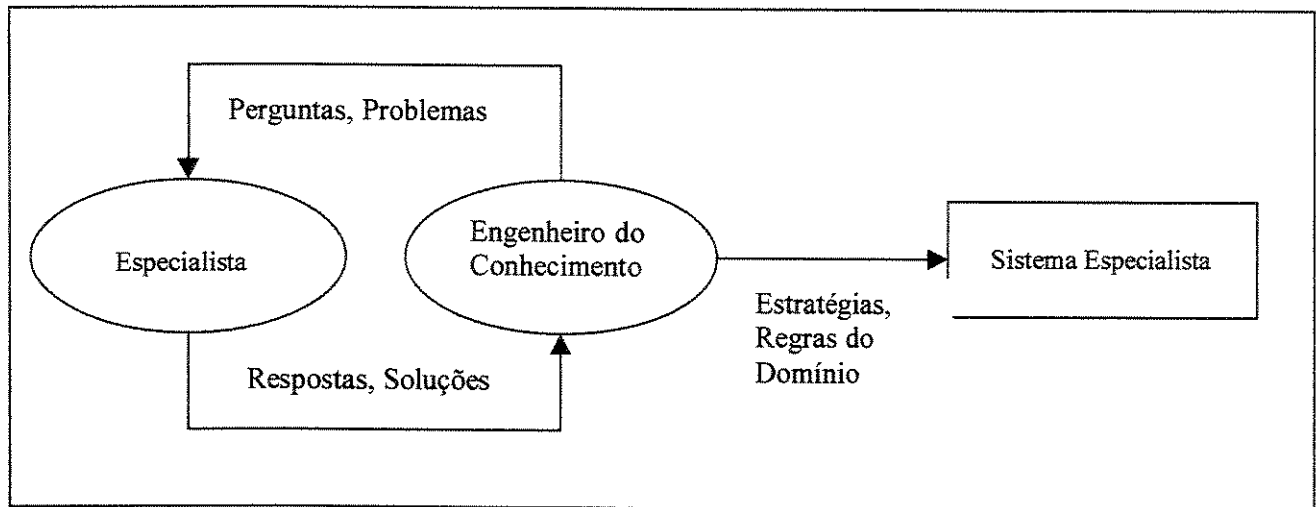 Perguntas, Problemas
Especialista
Engenheiro do
Conhecimento
Sistema Especialista
Estratégias,
Regras do
Domínio
Respostas, Soluções